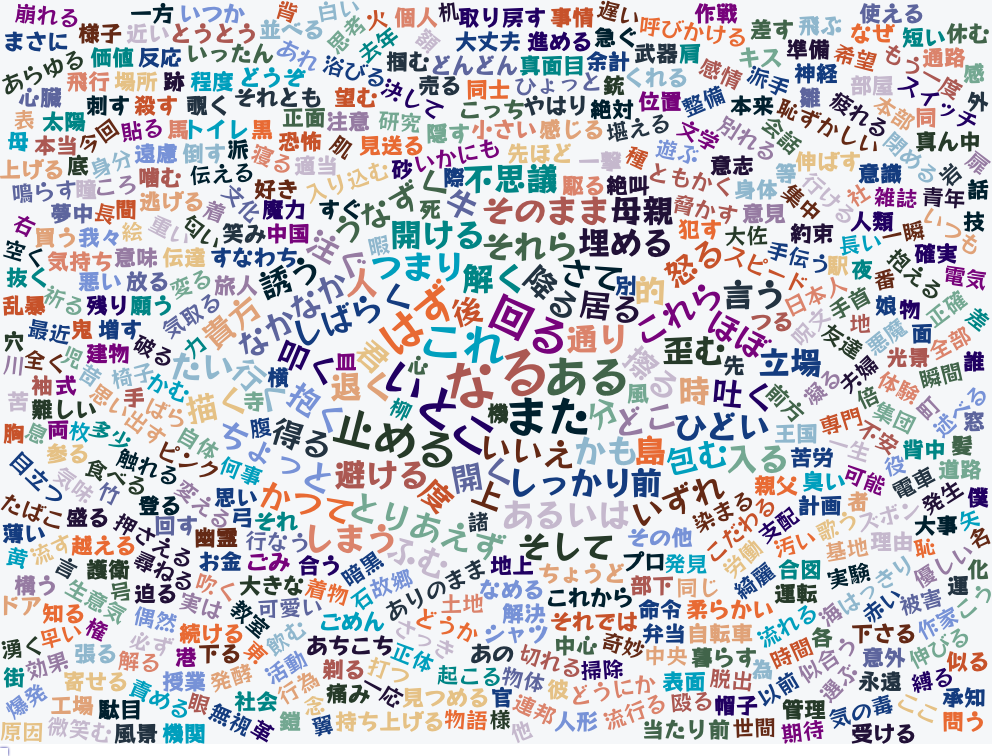 崩れる 一方 いつか 背 白い 火 個人 机 取り戻す 事情 遅い 呼びかける 作戦 差す 飛ぶ なぜ 使える 短い 休む
まさに 様子 近い とうとう 並べる 思考 去年 額 大丈夫 進める 急ぐ 武器 肩 キス 準備 希望 もう一度 通路 感
あらゆる 価値 反応 いったん あれ 浴びる 掴む どんどん 真面目 余計 くれる 感情 派手 神経 部屋 スイッチ 外
心臓 飛行 場所 跡 程度 どうぞ 決して 売る 同士 ひょっと 銃 位置 整備 本来 雛 疲れる 本部 同
表 太陽 刺す 殺す 覗く それとも 望む こっち やはり 絶対 文学 別れる 会話 恥ずかしい 閉める 真ん中
母 本当 今回 貼る 馬 トイレ 黒 正面 注意 研究 隠す 小さい 感じる 堪える 遊ぶ 意志 等 伸ばす 意識 扉
上げる 底 身分 遠慮 倒す 派 恐怖 肌 見送る 砂 いかにも 先ほど 一撃 種 ともかく 身体 行ける 社 雑誌 青年 治 話
鳴らす 瞳 ころ 噛む 伝える 寝る 適当 入り込む 際 不思議 駆る 絶叫 脅かす 意見 集中 人類 いつも 技
右 夢中 長間 逃げる 着 好き 魔力 すぐ うなずく 死 牛 そのまま 母親 犯す 大佐 約束 長い 一瞬 確実
空く 買う 我々 絵 重い 匂い 笑み 中国 注ぐ 暇 開ける それら 埋める 怒る スピード 手伝う 駅 夜 番 抱える 電気
抜く 気持ち 意味 伝達 すなわち 誘う なかなか 人 つまり 解く 降る さて 別 的 言う 日本人 手首 娘 物 正確 差
乱暴 祈る 悪い 放る 変る 旅人 貴方 しばらく はず 後 回る 居る これら ほぼ つる 呪文 地 悪魔 面 全部
穴 最近 鬼 残り 願う 気取る 力 叩く 皿 呑む これ 通り 歪む 先 立場 友達 夫婦 光景 誰
川 全く 児 建物 増す 破る たい 行く 横 退く 心 いく なる ある 擦る 風 時 吐く 前方 凝る 倍 体験 瞬間
苦 袖 式 苦 椅子 かむ 描く 寺 抱く 柳 とく 機 また 分 どこ ひどい 王国 専門 集団 町 述べる 窓
胸 息 難しい 両 枚 多少 手 思い出す ぼら 自体 ちょっと 腹 得る 止める いいえ かも 島 包む 入る 苦労 一生 不安 役 背中 髪
目立つ 参る 気味 竹 食べる 触れる ピンク 何事 避ける 開く しっかり 前 いずれ 親父 臭い 可能 電車 道路
たばこ 盛る 登る 変える 思い 弓 それ かつて 度 上 あるいは 染まる こだわる 支配 計画 者 歌う ズボン 発生 僕
薄い 流す 押さえる 回す 幽霊 行なう しまう とりあえず 諸 そして その他 労働 汚い 基地 理由 大事 矢
黄 越える 尋ねる お金 ごみ 合う 暗黒 ふむ 地上 ちょうど プロ 発見 綺麗 合図 実験 はっきり 恥 優しい 名
構う 言 護衛 号 迫る 吹く 大きな 着物 石 故郷 ありのまま なめる これから 部下 同じ 運転 海 赤い 被害 運 化
ドア 知る 生意気 偶然 実は 教室 可愛い ごめん どうか 土地 解決 それでは 命令 柔らかい 流れる 各 下さる 作家 こう
湧く 早い 権 必ず 続ける 東 飲む あちこち さっき シャツ 弁当 自転車 時間 似合う 意外 伸びる
街 効果 張る 解る 港 下る 活動 剃る 打つ 正体 あの 切れる 中心 奇妙 中央 暮らす 為 選ぶ 永遠 縛る 似る
爆発 寄せる 授業 発酵 行為 痛み 一応 起こる 物体 彼 掃除 どうにか 表面 脱出 以前 気の毒 ここ 承知
工場 駄目 責める 眼 社会 念 見つめる 官 連邦 人形 流行る 殴る 帽子 管理 問う
原因 微笑む 風景 機関 無視 革 鐙 翼 持ち上げる 物語 様 他 当たり前 世間 期待 受ける